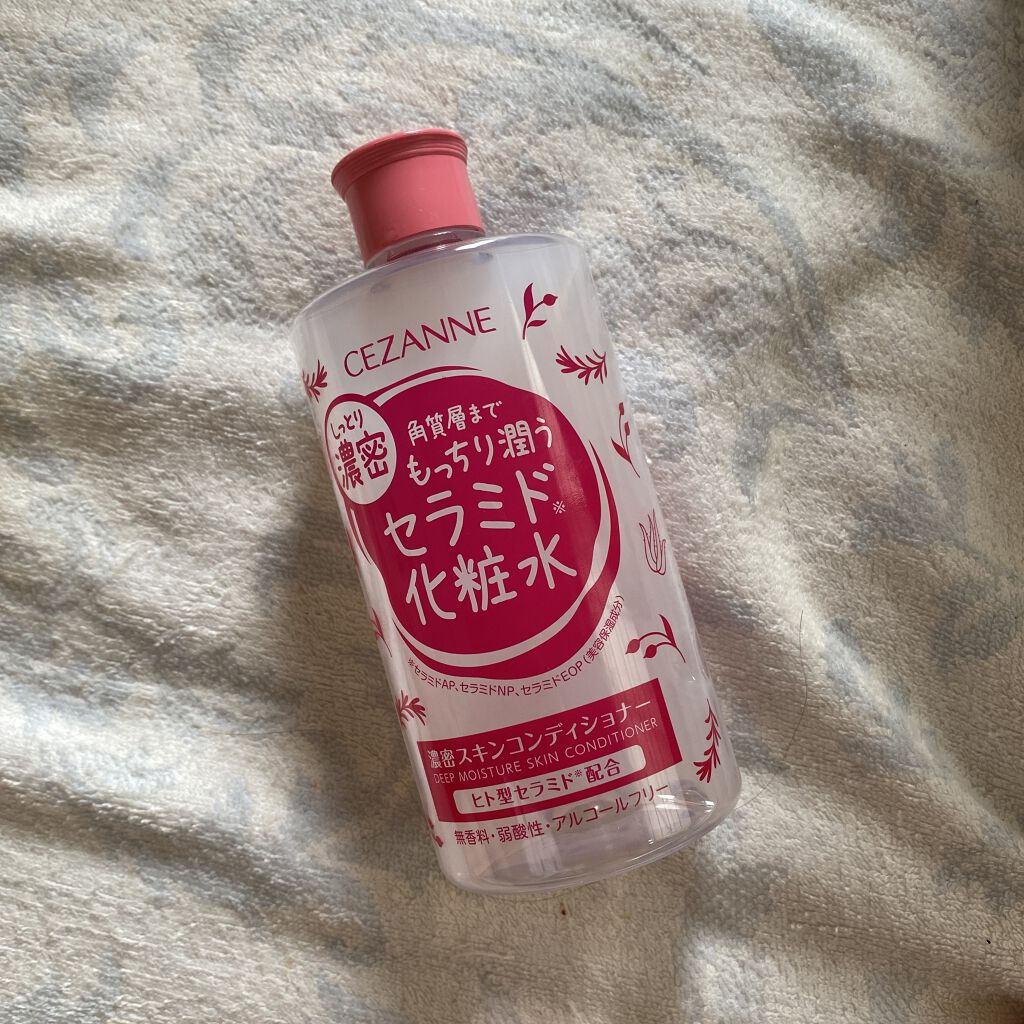 CEZANNE
しっとり
濃密
角質層まで
もっちり潤う
セラミド※
化粧水
※セラミドAP、セラミドNP、セラミドEOP(美容保湿成分)
濃密スキンコンディショナー
DEEP MOISTURE SKIN CONDITIONER
ヒト型セラミド※配合
無香料・弱酸性・アルコールフリー